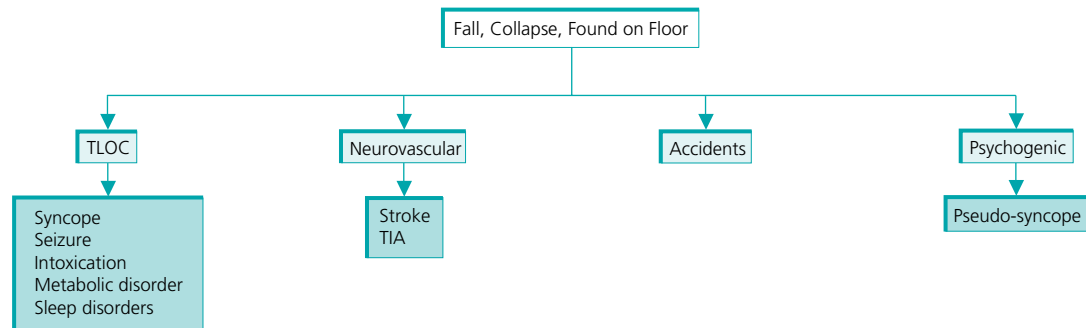 Fall, Collapse, Found on Floor
TLOC
Neurovascular
Accidents
Psychogenic
Syncope
Seizure
Intoxication
Metabolic disorder
Sleep disorders
Stroke
TIA
Pseudo-syncope